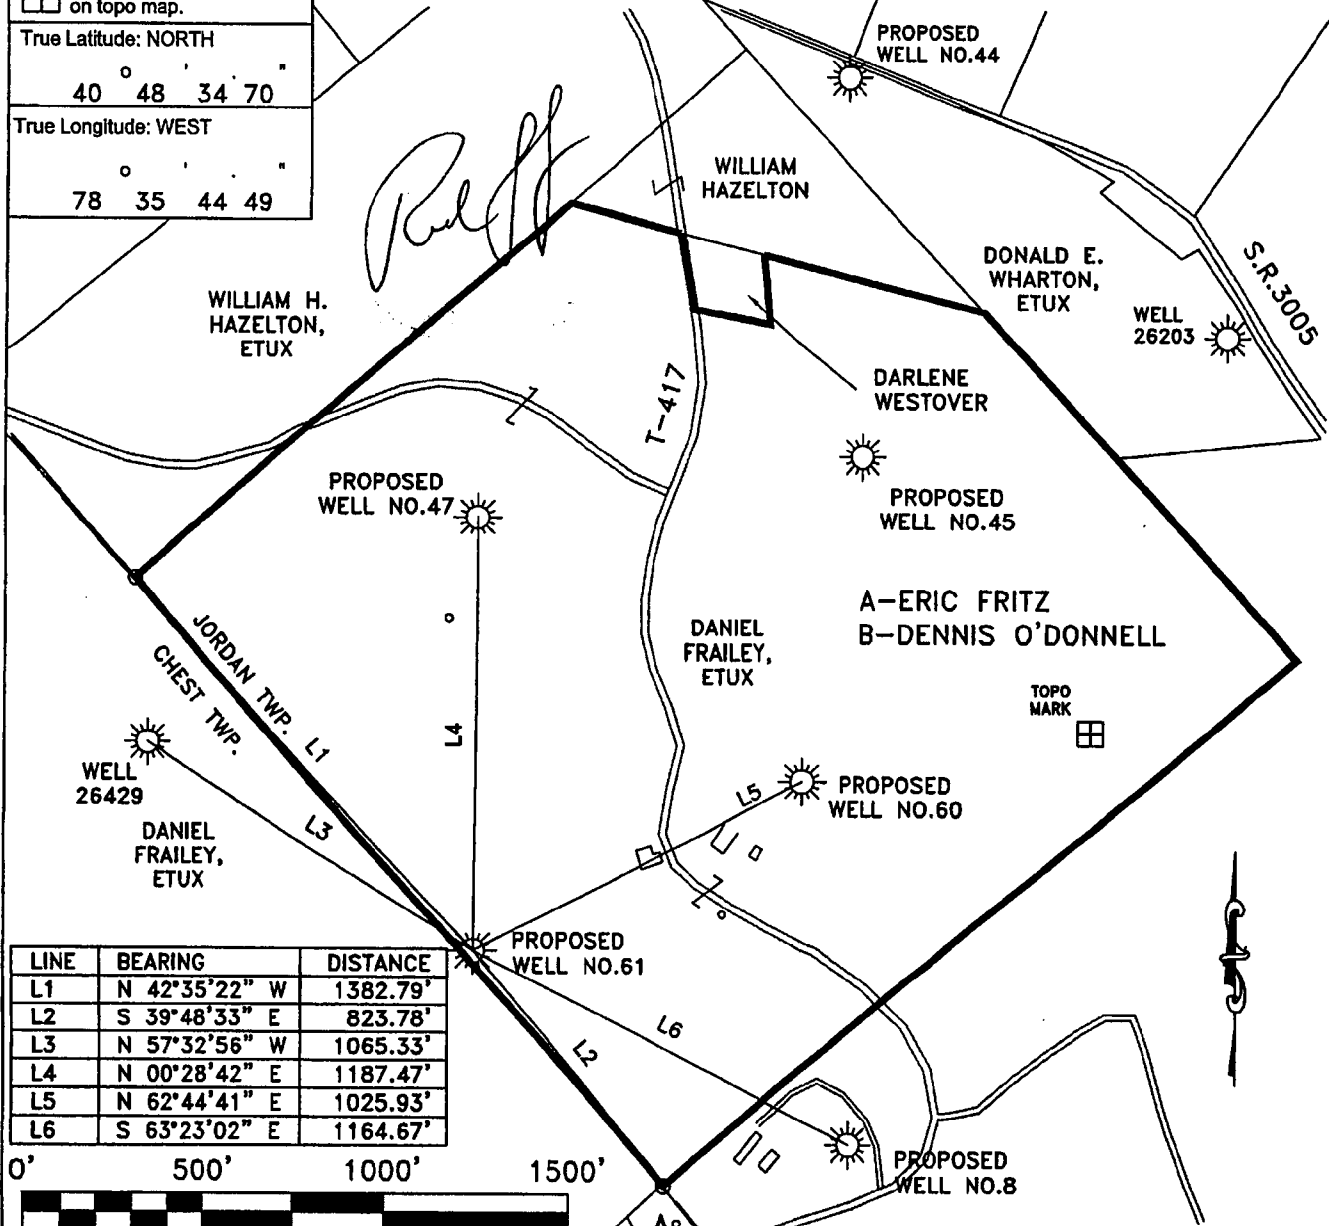 on topo map.
True Latitude: NORTH
o ' . "
40 48 34 70
True Longitude: WEST
o ' . "
78 35 44 49
PROPOSED
WELL NO.44
WILLIAM
HAZELTON
DONALD E.
WHARTON,
ETUX
S.R.3005
WELL
26203
WILLIAM H.
HAZELTON,
ETUX
DARLENE
WESTOVER
T-417
PROPOSED
WELL NO.47
PROPOSED
WELL NO.45
A-ERIC FRITZ
B-DENNIS O'DONNELL
DANIEL
FRAILEY,
ETUX
TOPO
MARK
JORDAN TWP.
CHEST TWP.
L1
L4
WELL
26429
L3
L5
PROPOSED
WELL NO.60
DANIEL
FRAILEY,
ETUX
PROPOSED
WELL NO.61
L6
L2
LINE BEARING DISTANCE
L1 N 42°35'22" W 1382.79'
L2 S 39°48'33" E 823.78'
L3 N 57°32'56" W 1065.33'
L4 N 00°28'42" E 1187.47'
L5 N 62°44'41" E 1025.93'
L6 S 63°23'02" E 1164.67'
PROPOSED
WELL NO.8
0' 500' 1000' 1500'